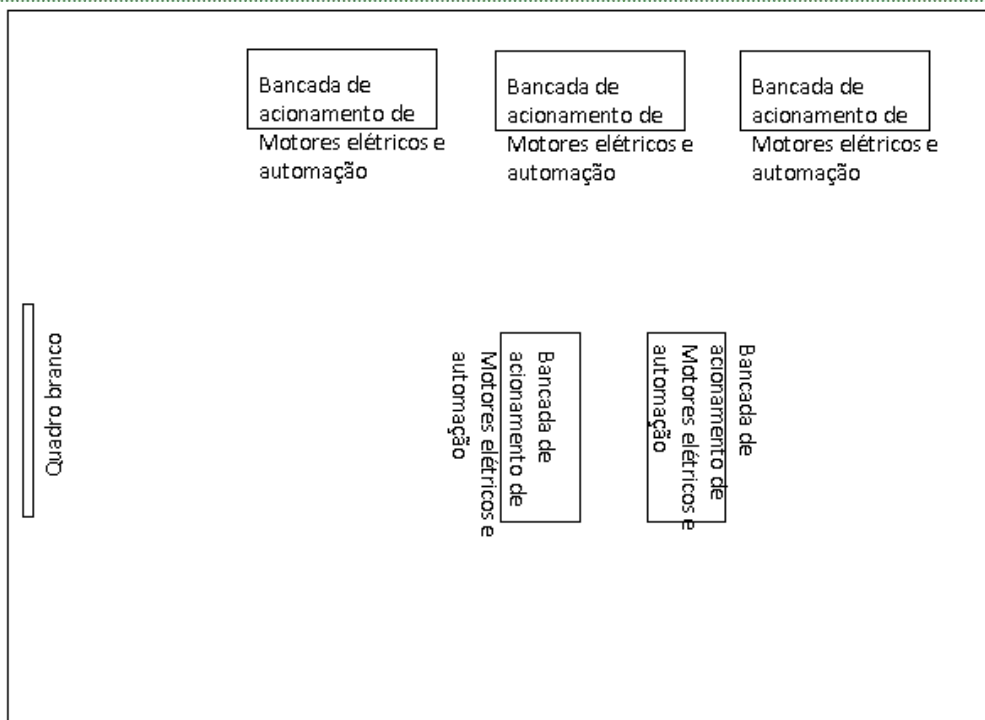 Bancada de
acionamento de
Motores elétricos e
automação
Bancada de
acionamento de
Motores elétricos e
automação
Bancada de
acionamento de
Motores elétricos e
automação
Quadro branco
Bancada de
acionamento de
Motores elétricos e
automação
Bancada de
acionamento de
Motores elétricos e
automação